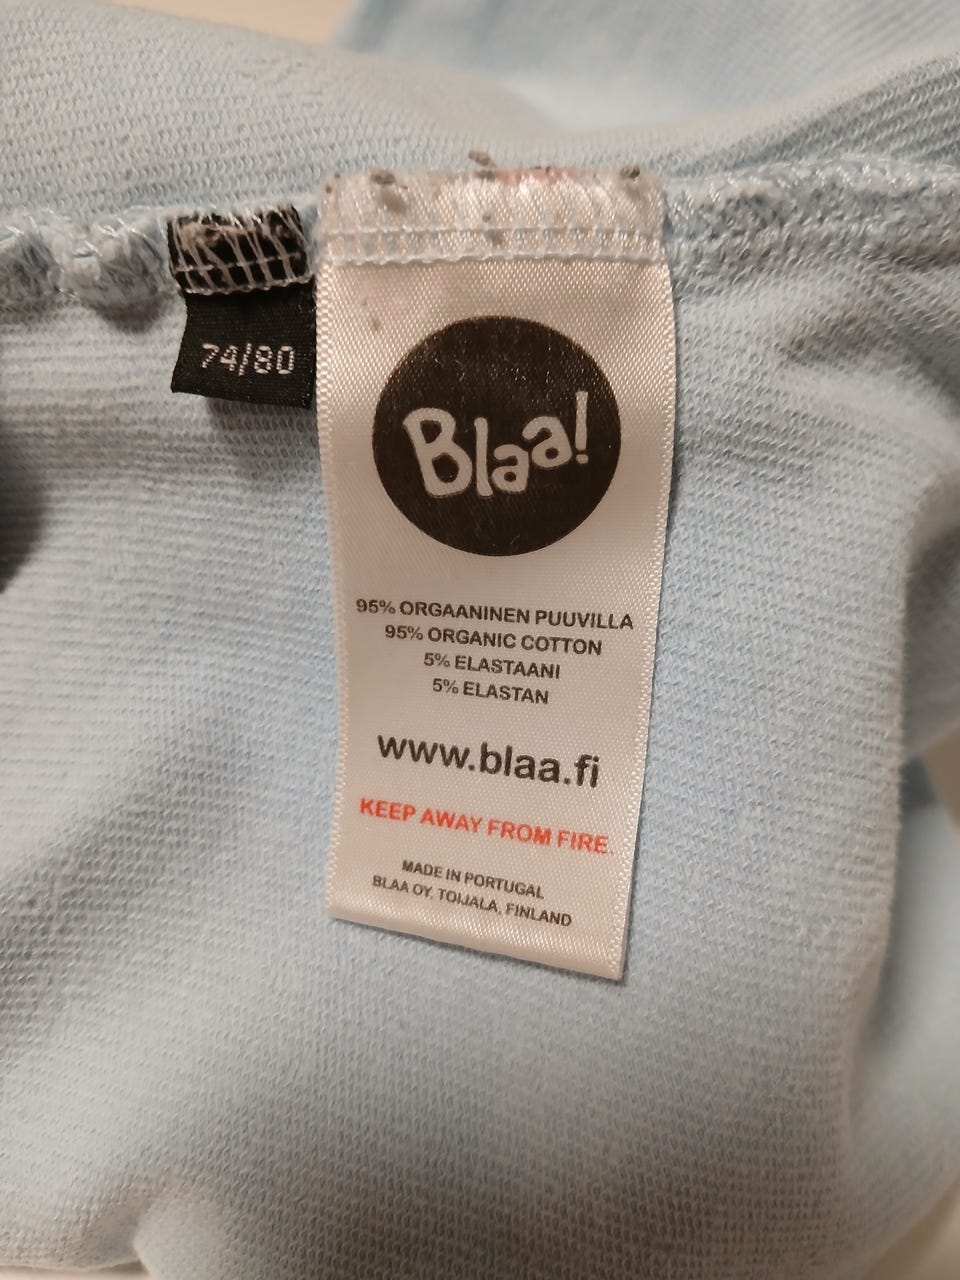 74/80
Blaa!
95% ORGAANINEN PUUVILLA
95% ORGANIC COTTON
5% ELASTAANI
5% ELASTAN
www.blaa.fi
KEEP AWAY FROM FIRE.
MADE IN PORTUGAL
BLAA OY, TOIJALA, FINLAND